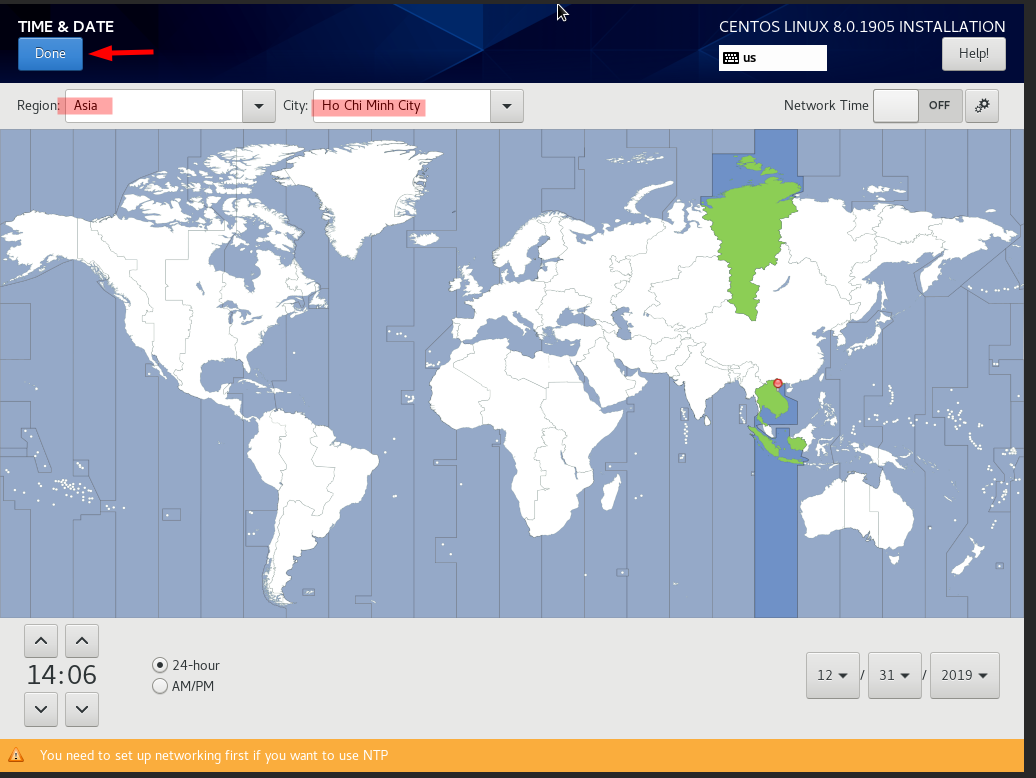 TIME & DATE
CENTOS LINUX 8.0.1905 INSTALLATION
Done
us
Help!
Region: Asia City: Ho Chi Minh City Network Time OFF
14:06
24-hour
AM/PM
12 / 31 / 2019
You need to set up networking first if you want to use NTP